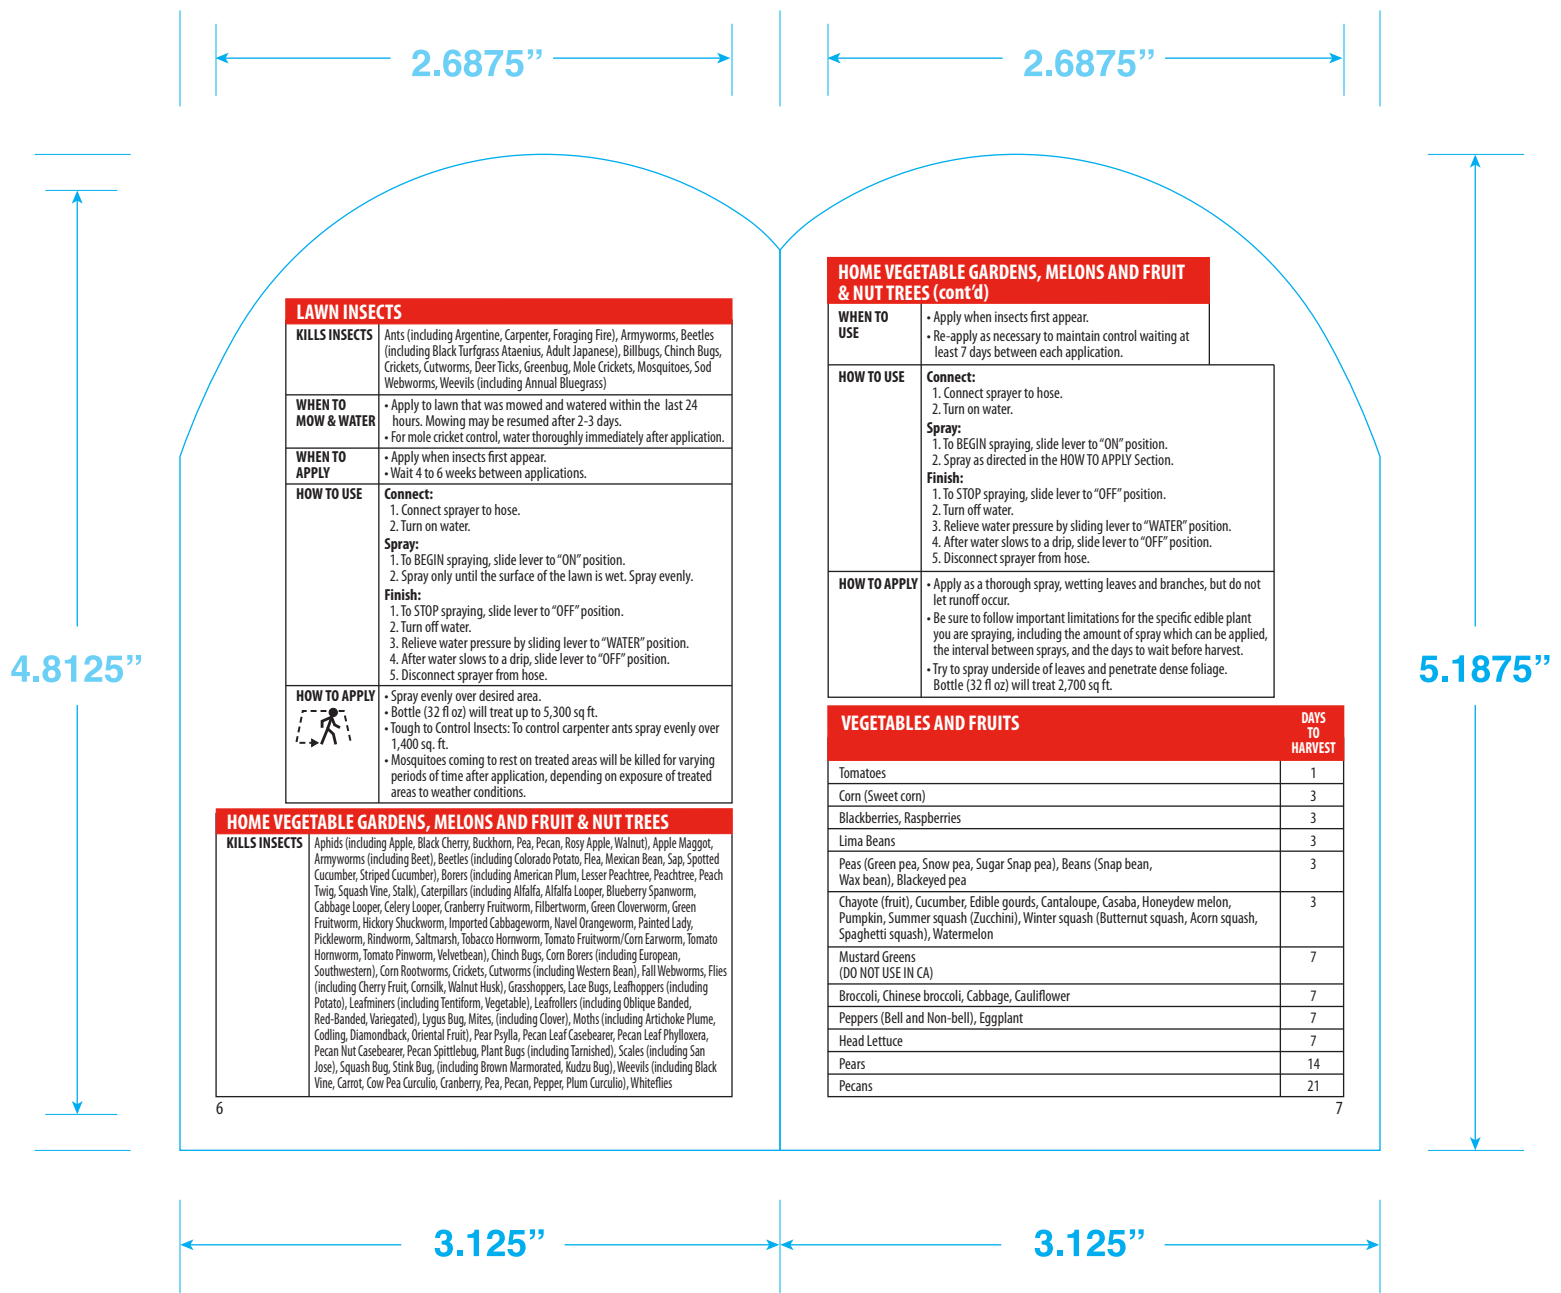 2.6875”
2.6875”
4.8125”
5.1875”
LAWN INSECTS
KILLS INSECTS
Ants (including Argentine, Carpenter, Foraging Fire), Armyworms, Beetles
(including Black Turfgrass Ataenius, Adult Japanese), Billbugs, Chinch Bugs,
Crickets, Cutworms, Deer Ticks, Greenbug, Mole Crickets, Mosquitoes, Sod
Webworms, Weevils (including Annual Bluegrass)
WHEN TO
MOW & WATER
• Apply to lawn that was mowed and watered within the last 24
hours. Mowing may be resumed after 2-3 days.
• For mole cricket control, water thoroughly immediately after application.
WHEN TO
APPLY
• Apply when insects first appear.
• Wait 4 to 6 weeks between applications.
HOW TO USE
Connect:
1. Connect sprayer to hose.
2. Turn on water.
Spray:
1. To BEGIN spraying, slide lever to “ON” position.
2. Spray only until the surface of the lawn is wet. Spray evenly.
Finish:
1. To STOP spraying, slide lever to “OFF” position.
2. Turn off water.
3. Relieve water pressure by sliding lever to “WATER” position.
4. After water slows to a drip, slide lever to “OFF” position.
5. Disconnect sprayer from hose.
HOW TO APPLY
• Spray evenly over desired area.
• Bottle (32 fl oz) will treat up to 5,300 sq ft.
• Tough to Control Insects: To control carpenter ants spray evenly over
1,400 sq. ft.
• Mosquitoes coming to rest on treated areas will be killed for varying
periods of time after application, depending on exposure of treated
areas to weather conditions.
HOME VEGETABLE GARDENS, MELONS AND FRUIT & NUT TREES
KILLS INSECTS
Aphids (including Apple, Black Cherry, Buckhorn, Pea, Pecan, Rosy Apple, Walnut), Apple Maggot,
Armyworms (including Beet), Beetles (including Colorado Potato, Flea, Mexican Bean, Sap, Spotted
Cucumber, Striped Cucumber), Borers (including American Plum, Lesser Peachtree, Peachtree, Peach
Twig, Squash Vine, Stalk), Caterpillars (including Alfalfa, Alfalfa Looper, Blueberry Spanworm,
Cabbage Looper, Celery Looper, Cranberry Fruitworm, Filbertworm, Green Cloverworm, Green
Fruitworm, Hickory Shuckworm, Imported Cabbageworm, Navel Orangeworm, Painted Lady,
Pickleworm, Rindworm, Saltmarsh, Tobacco Hornworm, Tomato Fruitworm/Corn Earworm, Tomato
Hornworm, Tomato Pinworm, Velvetbean), Chinch Bugs, Corn Borers (including European,
Southwestern), Corn Rootworms, Crickets, Cutworms (including Western Bean), Fall Webworms, Flies
(including Cherry Fruit, Cornsilk, Walnut Husk), Grasshoppers, Lace Bugs, Leafhoppers (including
Potato), Leafminers (including Tentiform, Vegetable), Leafrollers (including Oblique Banded,
Red-Banded, Variegated), Lygus Bug, Mites, (including Clover), Moths (including Artichoke Plume,
Codling, Diamondback, Oriental Fruit), Pear Psylla, Pecan Leaf Casebearer, Pecan Leaf Phylloxera,
Pecan Nut Casebearer, Pecan Spittlebug, Plant Bugs (including Tarnished), Scales (including San
Jose), Squash Bug, Stink Bug, (including Brown Marmorated, Kudzu Bug), Weevils (including Black
Vine, Carrot, Cow Pea Curculio, Cranberry, Pea, Pecan, Pepper, Plum Curculio), Whiteflies
6
HOME VEGETABLE GARDENS, MELONS AND FRUIT
& NUT TREES (cont’d)
WHEN TO
USE
• Apply when insects first appear.
• Re-apply as necessary to maintain control waiting at
least 7 days between each application.
HOW TO USE
Connect:
1. Connect sprayer to hose.
2. Turn on water.
Spray:
1. To BEGIN spraying, slide lever to “ON” position.
2. Spray as directed in the HOW TO APPLY Section.
Finish:
1. To STOP spraying, slide lever to “OFF” position.
2. Turn off water.
3. Relieve water pressure by sliding lever to “WATER” position.
4. After water slows to a drip, slide lever to “OFF” position.
5. Disconnect sprayer from hose.
HOW TO APPLY
• Apply as a thorough spray, wetting leaves and branches, but do not
let runoff occur.
• Be sure to follow important limitations for the specific edible plant
you are spraying, including the amount of spray which can be applied,
the interval between sprays, and the days to wait before harvest.
• Try to spray underside of leaves and penetrate dense foliage.
Bottle (32 fl oz) will treat 2,700 sq ft.
VEGETABLES AND FRUITS
DAYS
TO
HARVEST
Tomatoes 1
Corn (Sweet corn) 3
Blackberries, Raspberries 3
Lima Beans 3
Peas (Green pea, Snow pea, Sugar Snap pea), Beans (Snap bean, 3
Wax bean), Blackeyed pea
Chayote (fruit), Cucumber, Edible gourds, Cantaloupe, Casaba, Honeydew melon, 3
Pumpkin, Summer squash (Zucchini), Winter squash (Butternut squash, Acorn squash,
Spaghetti squash), Watermelon
Mustard Greens 7
(DO NOT USE IN CA)
Broccoli, Chinese broccoli, Cabbage, Cauliflower 7
Peppers (Bell and Non-bell), Eggplant 7
Head Lettuce 7
Pears 14
Pecans 21
7
3.125”
3.125”